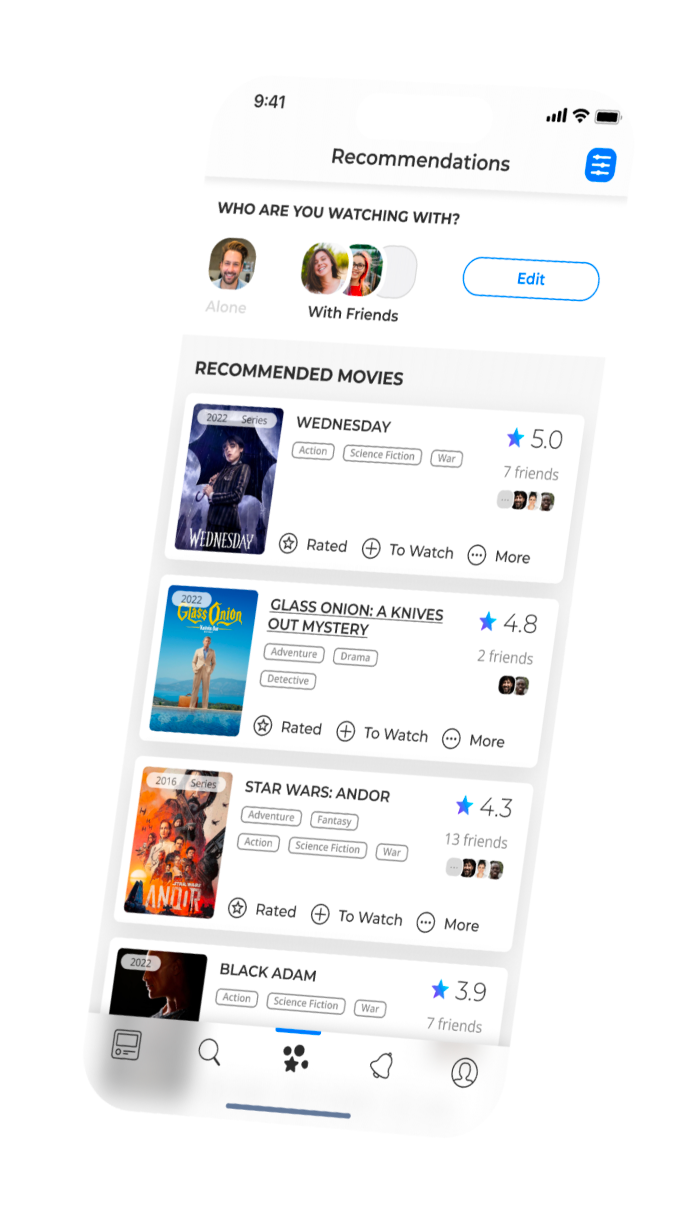 9:41
Recommendations
WHO ARE YOU WATCHING WITH?
Alone
With Friends
Edit
RECOMMENDED MOVIES
2022 Series
WEDNESDAY
WEDNESDAY
5.0
Action Science Fiction War
7 friends
Rated To Watch More
2022
Glass Onion
GLASS ONION: A KNIVES
OUT MYSTERY
4.8
Adventure Drama
2 friends
Detective
Rated To Watch More
2016 Series
STAR WARS
ANDOR
STAR WARS: ANDOR
4.3
Adventure Fantasy
13 friends
Action Science Fiction War
Rated To Watch More
2022
BLACK ADAM
3.9
Action Science Fiction War
7 friends